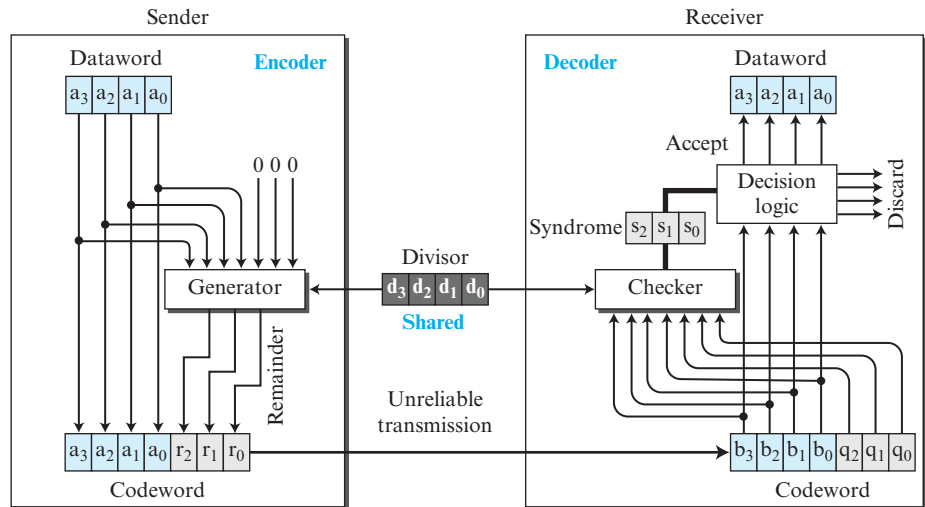 Sender
Encoder
Dataword
a3 a2 a1 a0
0 0 0
Generator
Remainder
a3 a2 a1 a0 r2 r1 r0
Codeword
Divisor
d3 d2 d1 d0
Shared
Unreliable
transmission
Receiver
Decoder
Dataword
a3 a2 a1 a0
Accept
Decision
logic
Discard
Syndrome s2 s1 s0
Checker
b3 b2 b1 b0 q2 q1 q0
Codeword